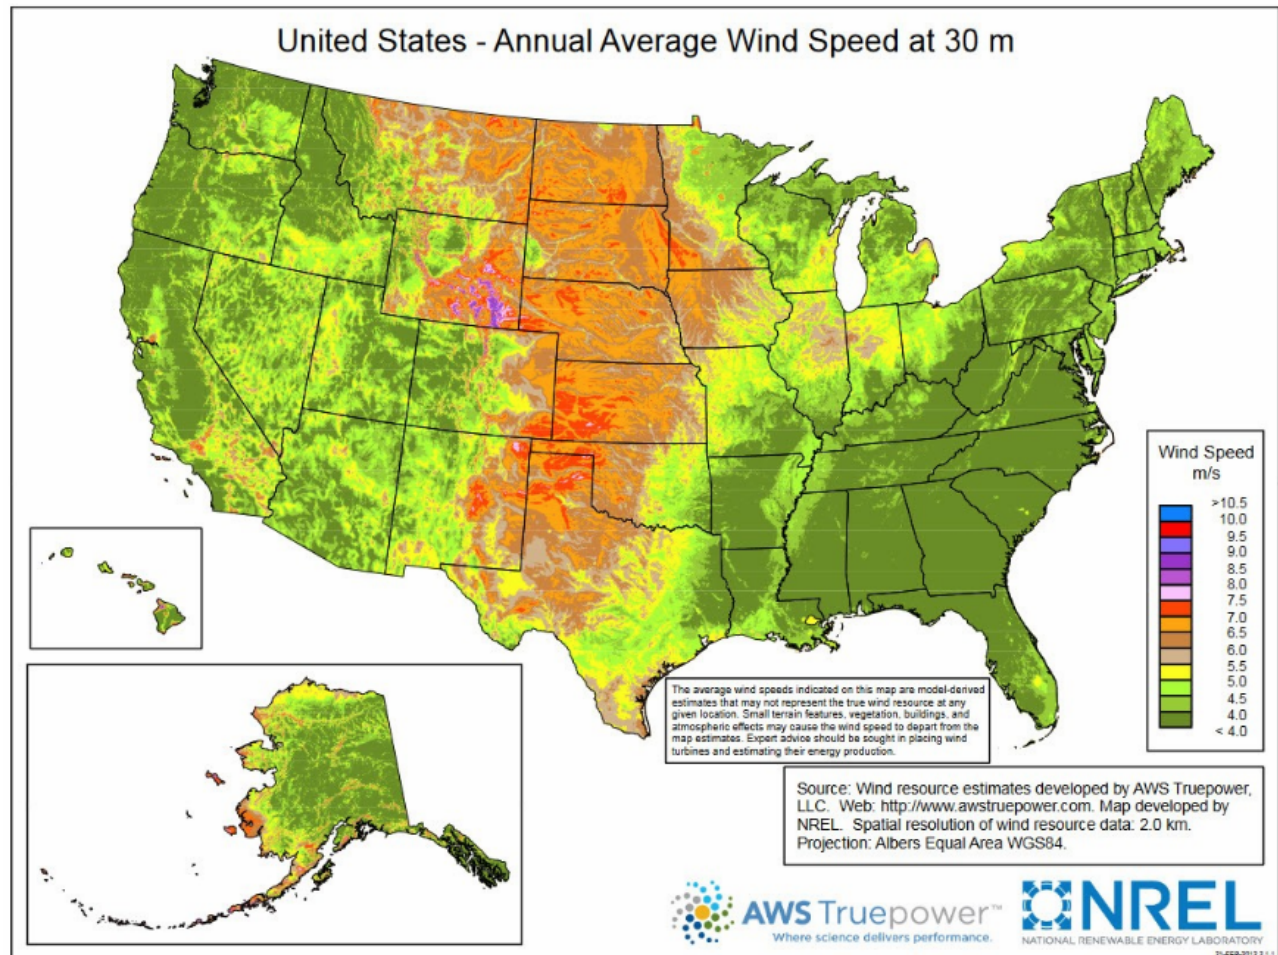 United States - Annual Average Wind Speed at 30 m
Wind Speed
m/s
>10.5
10.0
9.5
9.0
8.5
8.0
7.5
7.0
6.5
6.0
5.5
5.0
4.5
4.0
< 4.0
The average wind speeds indicated on this map are model-derived
estimates that may not represent the true wind resource at any
given location. Small terrain features, vegetation, buildings, and
atmospheric effects may cause the wind speed to depart from the
map estimates. Expert advice should be sought in placing wind
turbines and estimating their energy production.
Source: Wind resource estimates developed by AWS Truepower,
LLC. Web: http://www.awstruepower.com. Map developed by
NREL. Spatial resolution of wind resource data: 2.0 km.
Projection: Albers Equal Area WGS84.
AWS Truepower™
Where science delivers performance.
NREL
NATIONAL RENEWABLE ENERGY LABORATORY